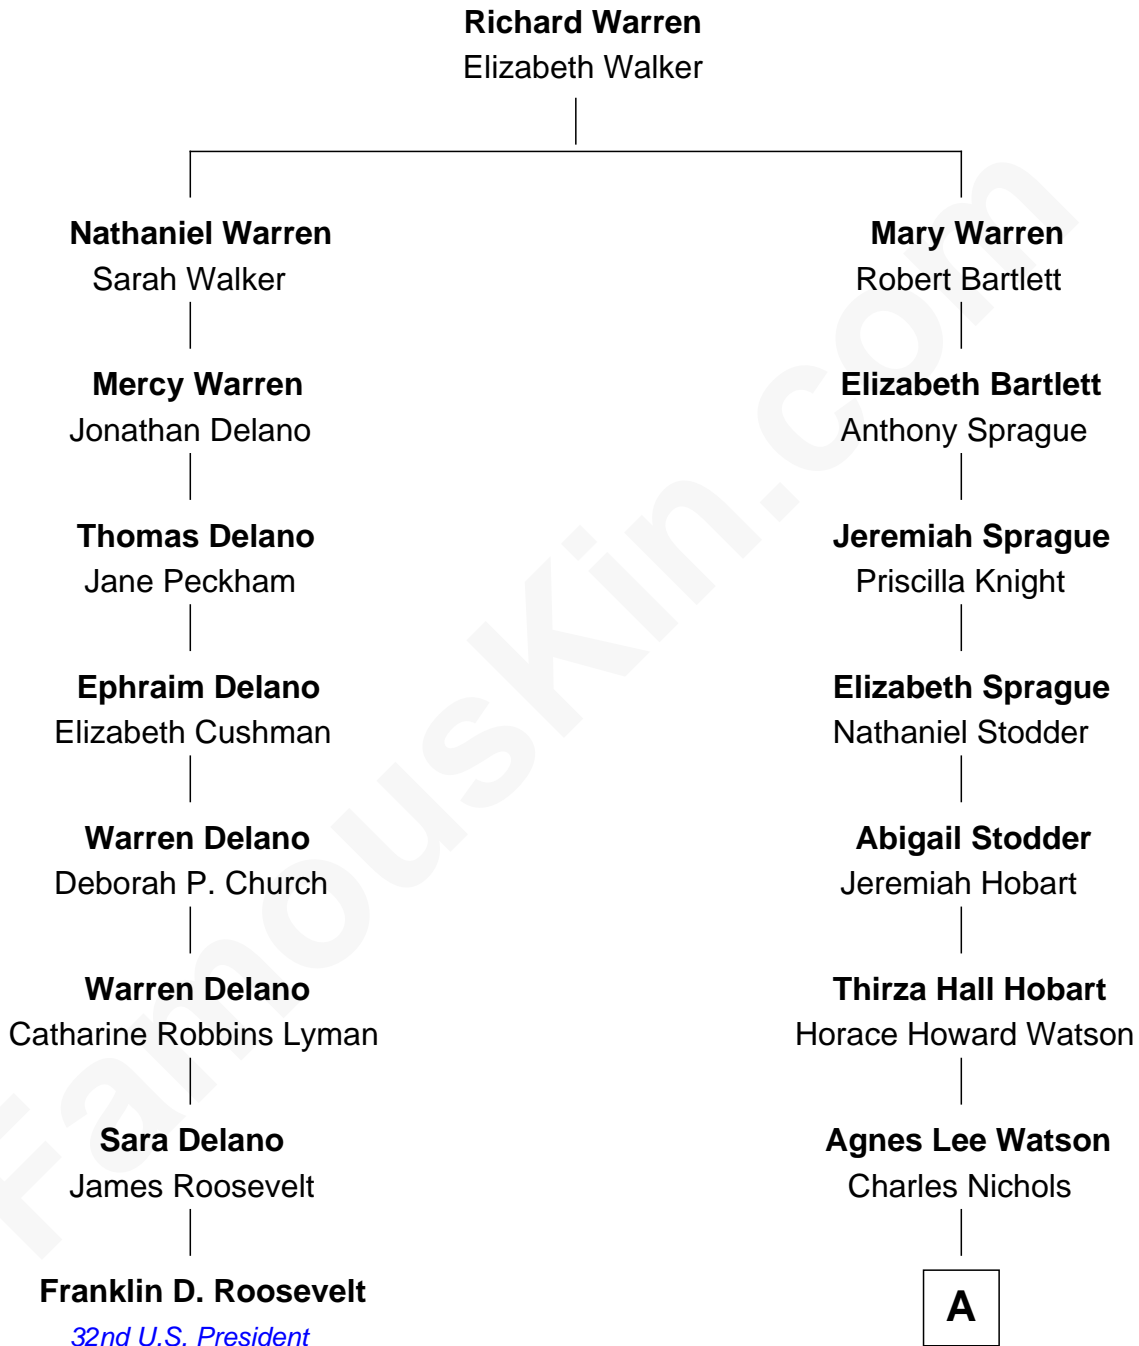 Richard Warren
Elizabeth Walker
Nathaniel Warren
Sarah Walker
Mary Warren
Robert Bartlett
Mercy Warren
Jonathan Delano
Elizabeth Bartlett
Anthony Sprague
Thomas Delano
Jane Peckham
Jeremiah Sprague
Priscilla Knight
Ephraim Delano
Elizabeth Cushman
Elizabeth Sprague
Nathaniel Stodder
Warren Delano
Deborah P. Church
Abigail Stodder
Jeremiah Hobart
Warren Delano
Catharine Robbins Lyman
Thirza Hall Hobart
Horace Howard Watson
Sara Delano
James Roosevelt
Agnes Lee Watson
Charles Nichols
Franklin D. Roosevelt
32nd U.S. President
A
FamousKin.com